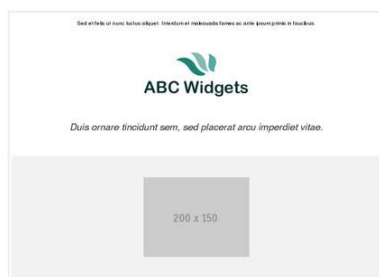 Sed et felis ut nunc luctus aliquet. Interdum et malesuada fames ac ante ipsum primis in faucibus.
ABC Widgets
Duis ornare tincidunt sem, sed placerat arcu imperdiet vitae.
200 x 150